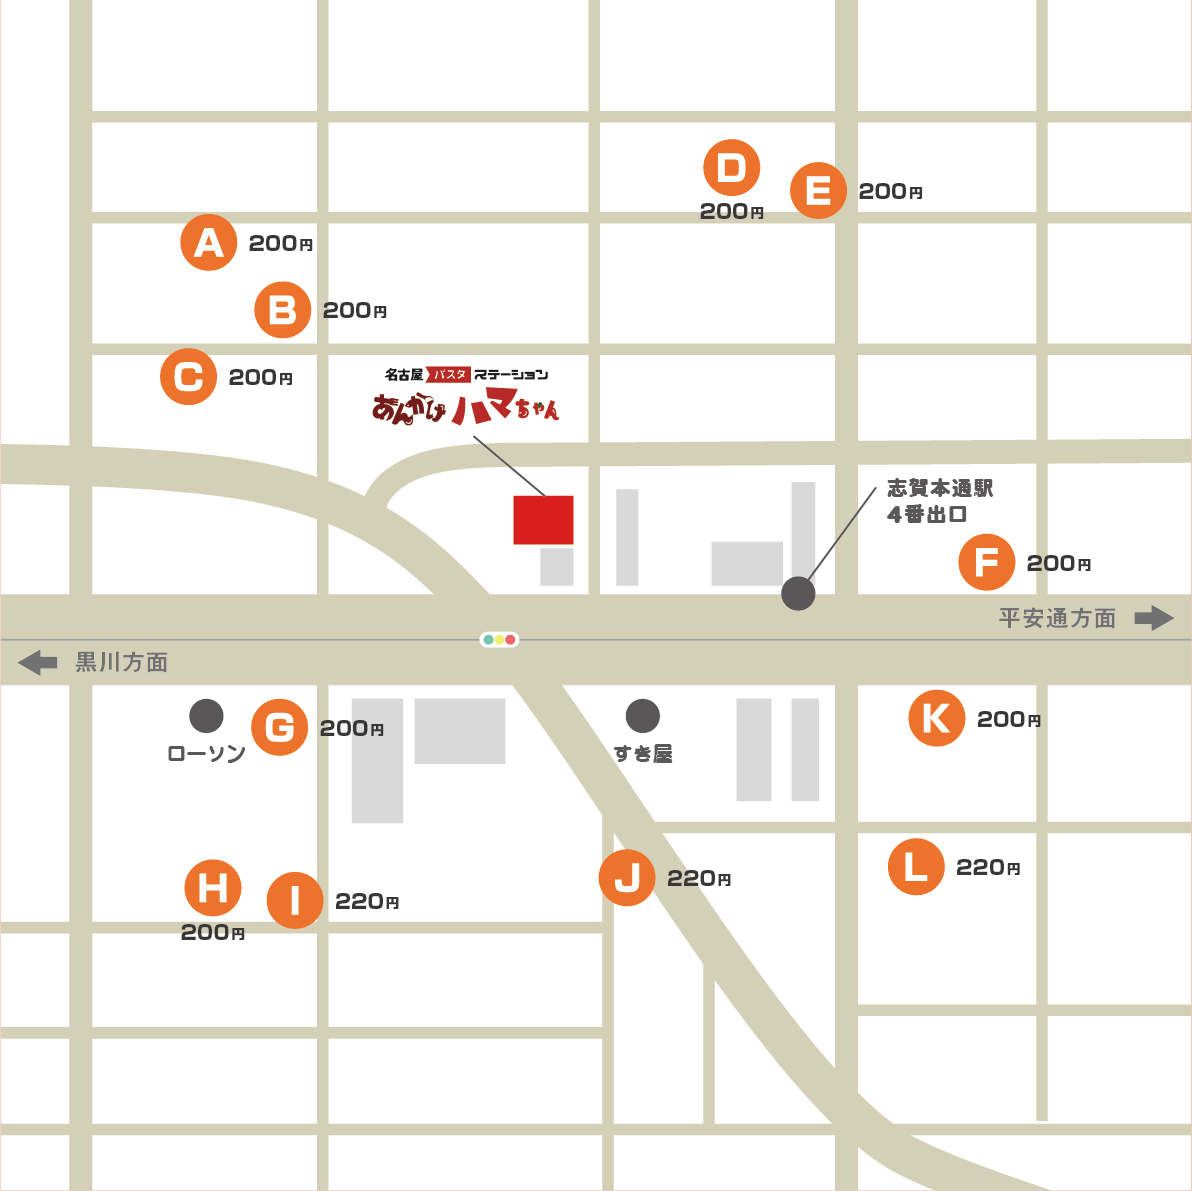 D
E
200円
200円
A
200円
B
200円
C
200円
名古屋 パスタ ステーション
あんかけ ハマちゃん
志賀本通駅
4番出口
F
200円
平安通方面
黒川方面
G
200円
ローソン
すき屋
K
200円
H
200円
I
220円
J
220円
L
220円